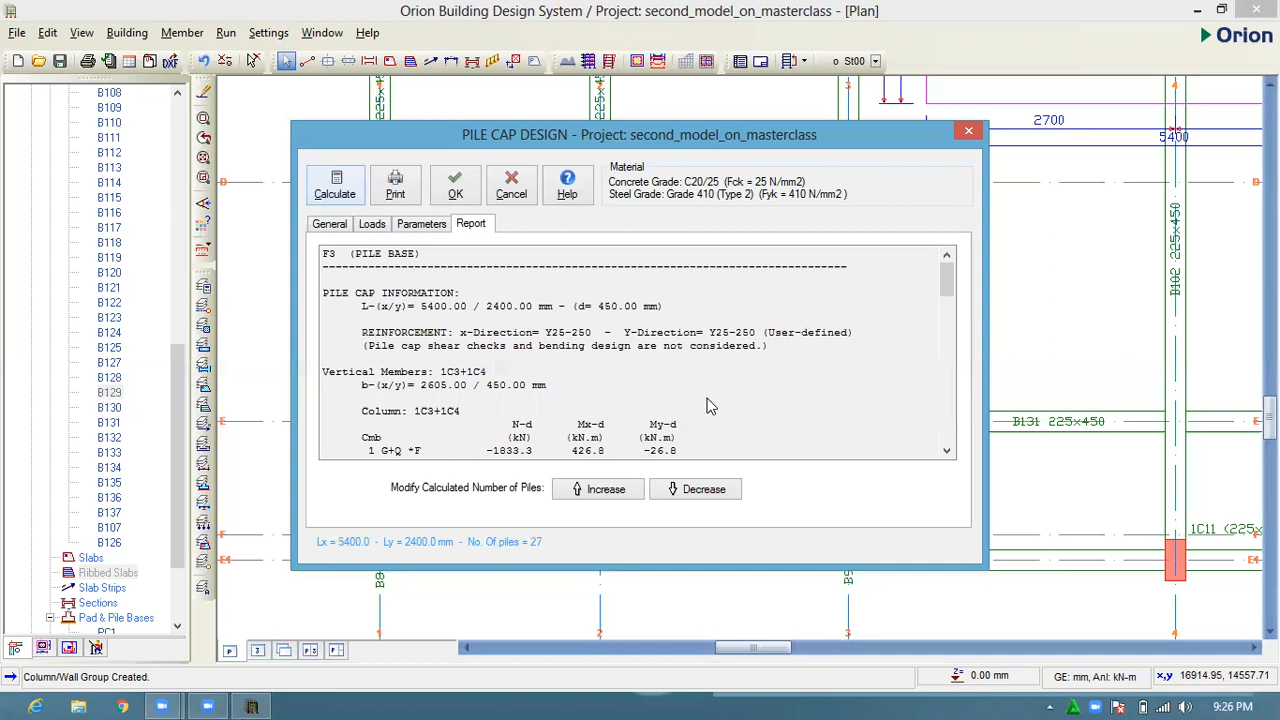 Orion Building Design System / Project: second_model_on_masterclass - [Plan]
File Edit View Building Member Run Settings Window Help
Orion
DXF
St00
B108
B109
B110
B111
B112
B113
B114
B115
B116
B117
B118
B119
B120
B121
B122
B123
B124
B125
B127
B128
B129
B130
B131
B132
B133
B134
B135
B136
B137
B107
B126
Slabs
Ribbed Slabs
Slab Strips
Sections
Pad & Pile Bases
PC1
2700
5400
B102 225x450
B131 225x450
1C11 (225x
1
2
3
4
D
D
E
E
F
F
PILE CAP DESIGN - Project: second_model_on_masterclass
Calculate
Print
OK
Cancel
Help
Material
Concrete Grade: C20/25 (Fck = 25 N/mm2)
Steel Grade: Grade 410 (Type 2) (Fyk = 410 N/mm2 )
General Loads Parameters Report
F3 (PILE BASE)
PILE CAP INFORMATION:
L-(x/y)= 5400.00 / 2400.00 mm - (d= 450.00 mm)
REINFORCEMENT: x-Direction= Y25-250 - Y-Direction= Y25-250 (User-defined)
(Pile cap shear checks and bending design are not considered.)
Vertical Members: 1C3+1C4
b-(x/y)= 2605.00 / 450.00 mm
Column: 1C3+1C4
N-d Mx-d My-d
Cmb (kN) (kN.m) (kN.m)
1 G+Q *F -1833.3 426.8 -26.8
Modify Calculated Number of Piles: Increase Decrease
Lx = 5400.0 - Ly = 2400.0 mm - No. Of piles = 27
Column/Wall Group Created.
Z= 0.00 mm
GE: mm, Anl: kN-m
x,y 16914.95, 14557.71
9:26 PM